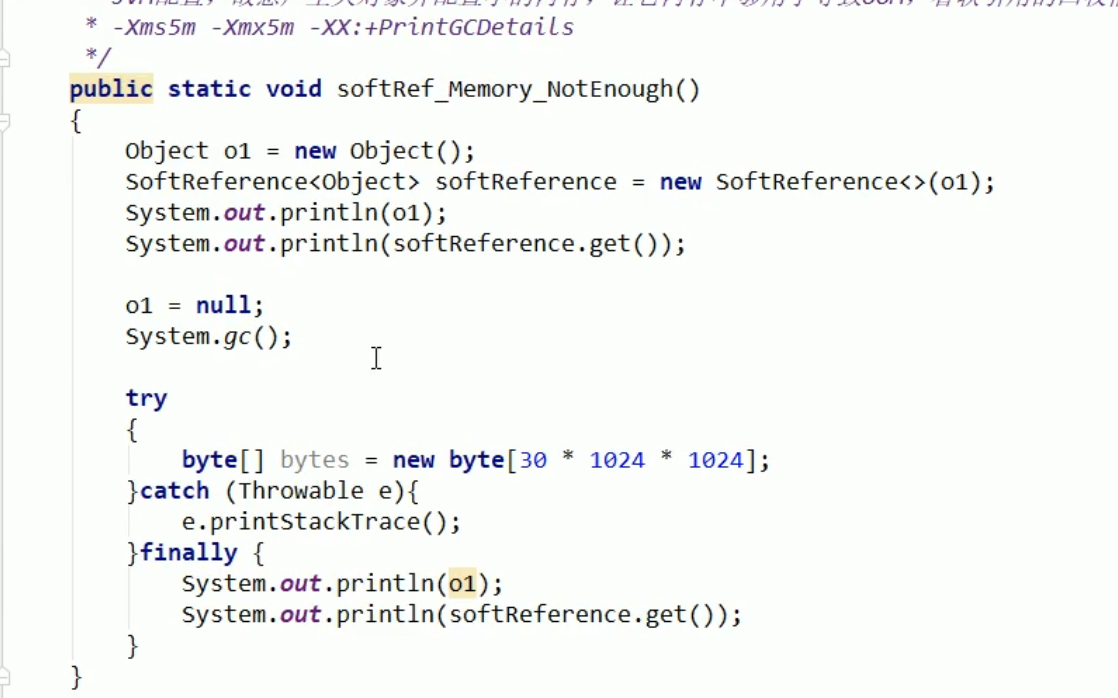 * -Xms5m -Xmx5m -XX:+PrintGCDetails
*/
public static void softRef_Memory_NotEnough()
{
Object o1 = new Object();
SoftReference<Object> softReference = new SoftReference<>(o1);
System.out.println(o1);
System.out.println(softReference.get());
o1 = null;
System.gc();
try
{
byte[] bytes = new byte[30 * 1024 * 1024];
}catch (Throwable e){
e.printStackTrace();
}finally {
System.out.println(o1);
System.out.println(softReference.get());
}
}